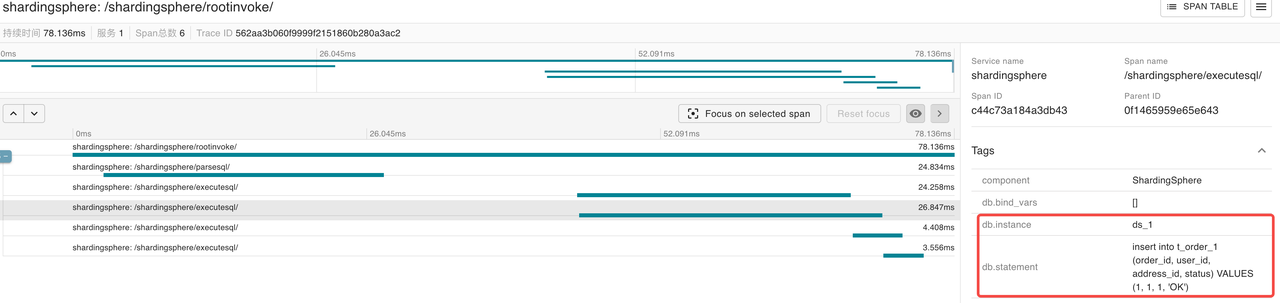 shardingsphere: /shardingsphere/rootinvoke/
SPAN TABLE
持续时间 78.136ms 服务 1 Span总数 6 Trace ID 562aa3b060f9999f2151860b280a3ac2
0ms 26.045ms 52.091ms 78.136ms
Focus on selected span Reset focus
0ms 26.045ms 52.091ms 78.136ms
shardingsphere: /shardingsphere/rootinvoke/ 78.136ms
shardingsphere: /shardingsphere/parsesql/ 24.834ms
shardingsphere: /shardingsphere/executesql/ 24.258ms
shardingsphere: /shardingsphere/executesql/ 26.847ms
shardingsphere: /shardingsphere/executesql/ 4.408ms
shardingsphere: /shardingsphere/executesql/ 3.556ms
Service name Span name
shardingsphere /shardingsphere/executesql/
Span ID Parent ID
c44c73a184a3db43 0f1465959e65e643
Tags
component ShardingSphere
db.bind_vars []
db.instance ds_1
db.statement insert into t_order_1
(order_id, user_id,
address_id, status) VALUES
(1, 1, 1, 'OK')